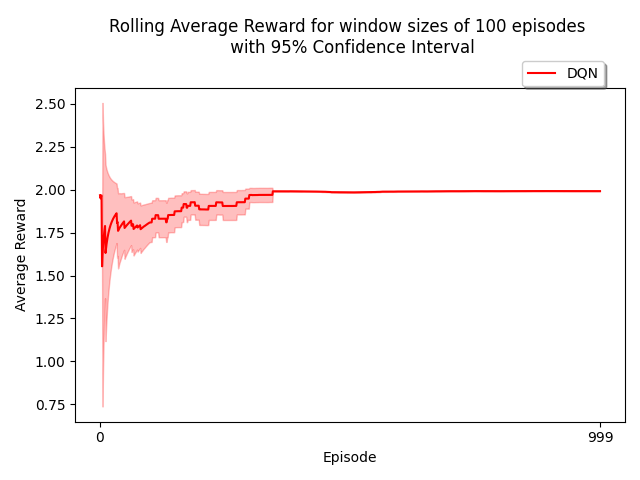 Rolling Average Reward for window sizes of 100 episodes
with 95% Confidence Interval
DQN
2.50
2.25
2.00
1.75
1.50
1.25
1.00
0.75
Average Reward
0
999
Episode